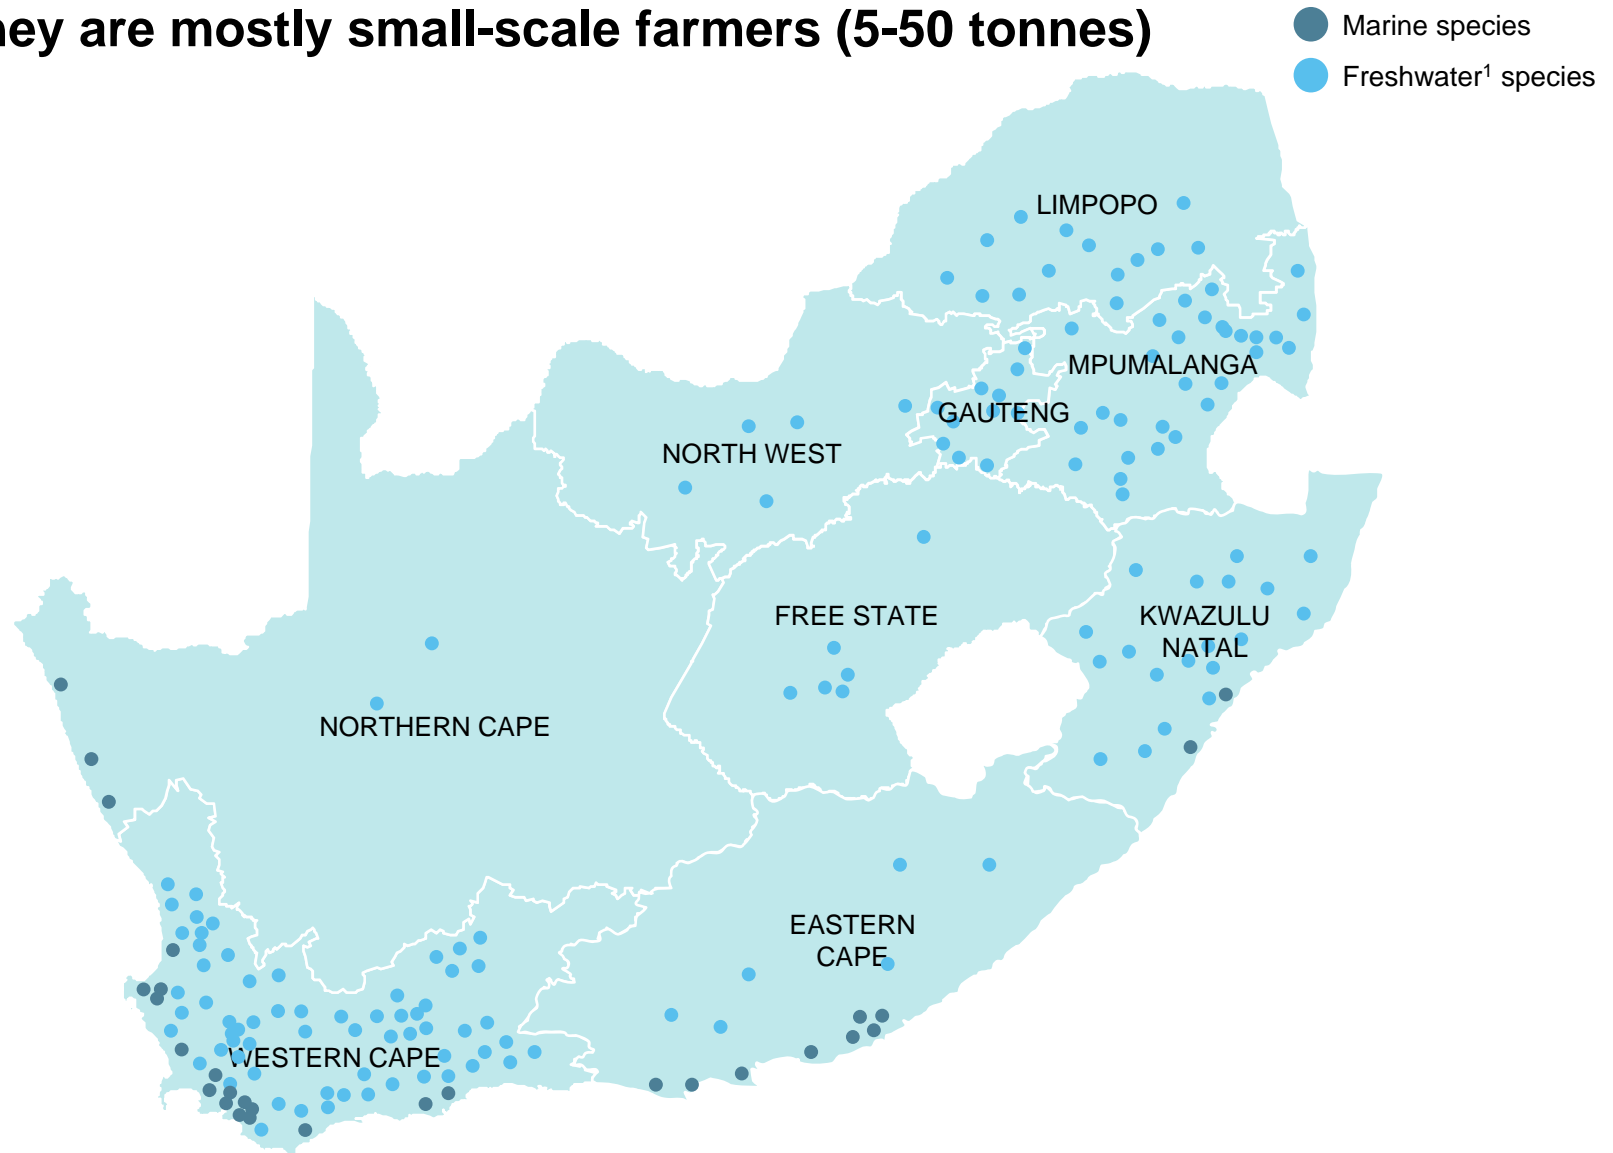 hey are mostly small-scale farmers (5-50 tonnes)
Marine species
Freshwater¹ species
LIMPOPO
MPUMALANGA
GAUTENG
NORTH WEST
FREE STATE
KWAZULU
NATAL
NORTHERN CAPE
EASTERN
CAPE
WESTERN CAPE